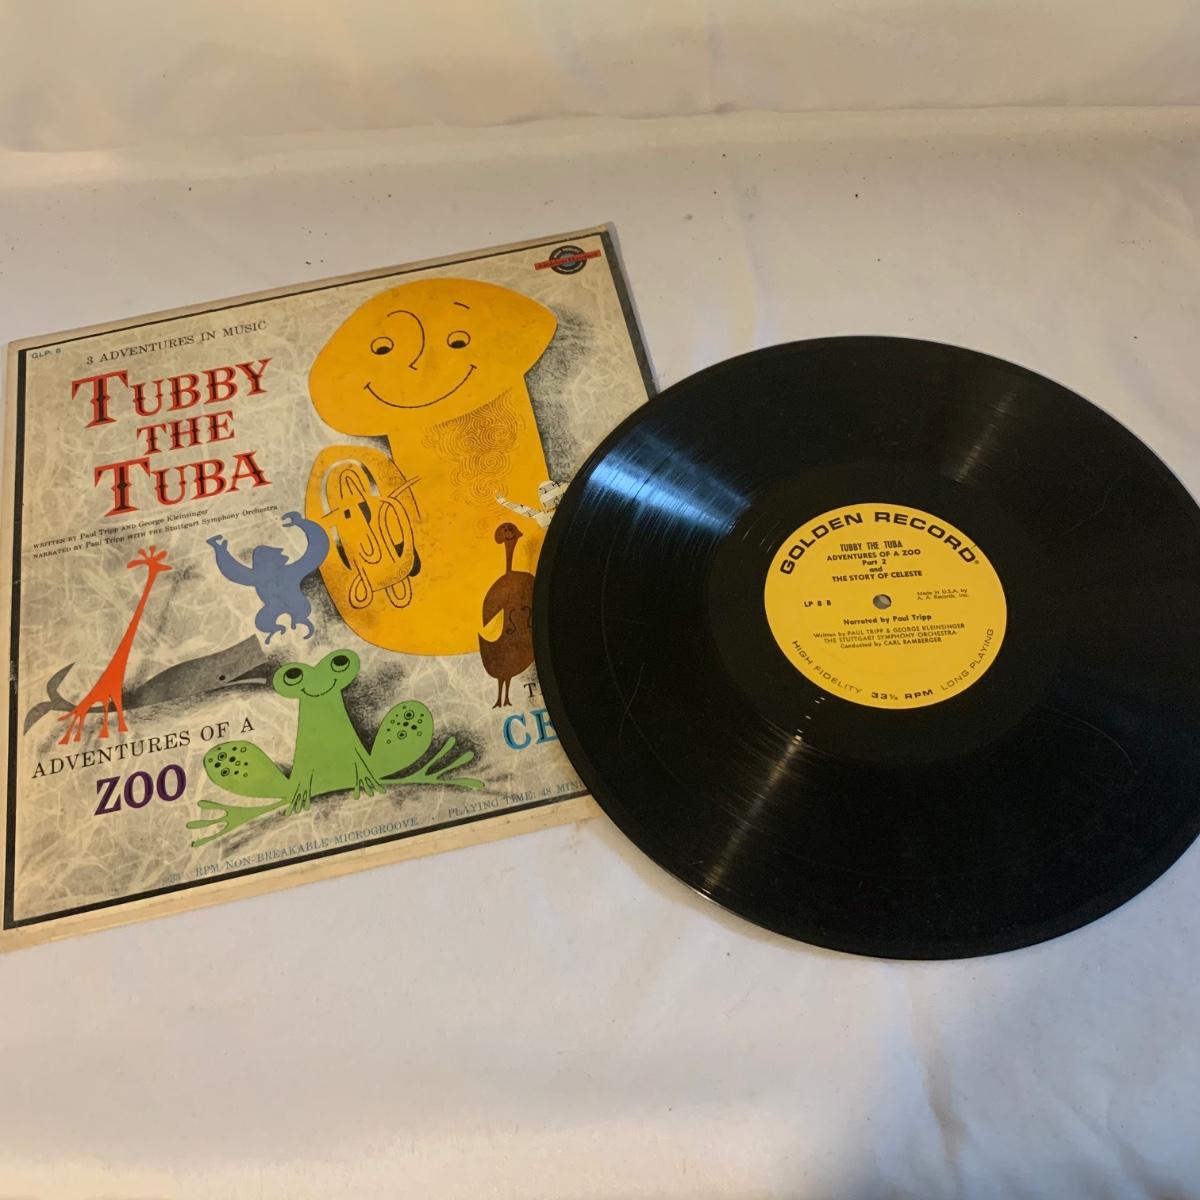 GLP 8
3 ADVENTURES IN MUSIC
TUBBY
THE
TUBA
WRITTEN BY Paul Tripp AND George Kleinsinger
NARRATED BY Paul Tripp WITH THE Stuttgart Symphony Orchestra
ADVENTURES OF A
ZOO
T
CE
33 RPM NON-BREAKABLE MICROGROOVE · PLAYING TIME: 48 MIN
GOLDEN RECORD®
TUBBY THE TUBA
ADVENTURES OF A ZOO
Part 2
and
THE STORY OF CELESTE
LP 8 B
Made in U.S.A. by
A. A. Records, Inc.
Narrated by Paul Tripp
Written by PAUL TRIPP & GEORGE KLEINSINGER
THE STUTTGART SYMPHONY ORCHESTRA
Conducted by CARL BAMBERGER
HIGH FIDELITY 33⅓ RPM LONG PLAYING